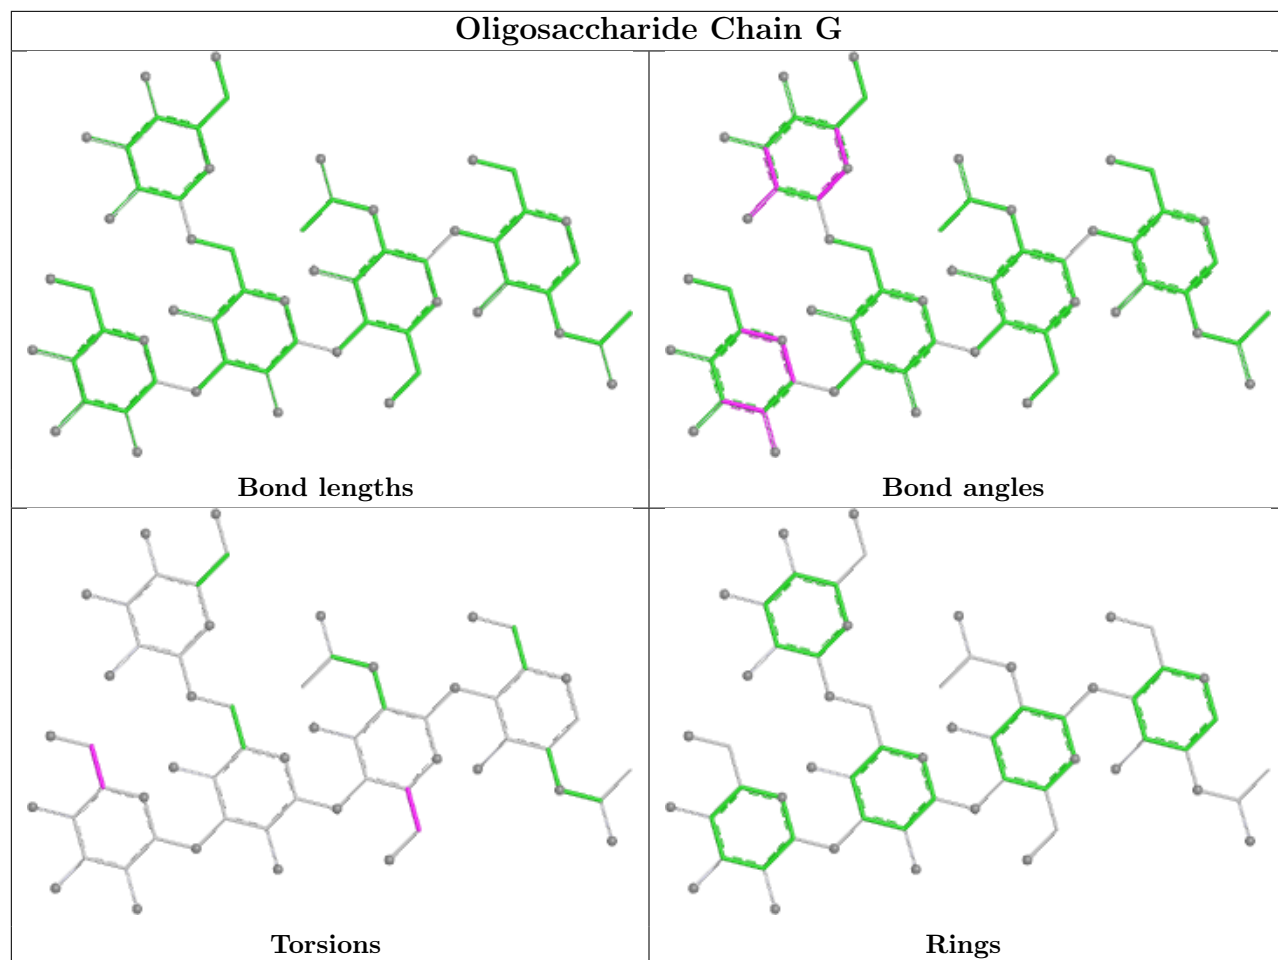 Oligosaccharide Chain G
Bond lengths
Bond angles
Torsions
Rings